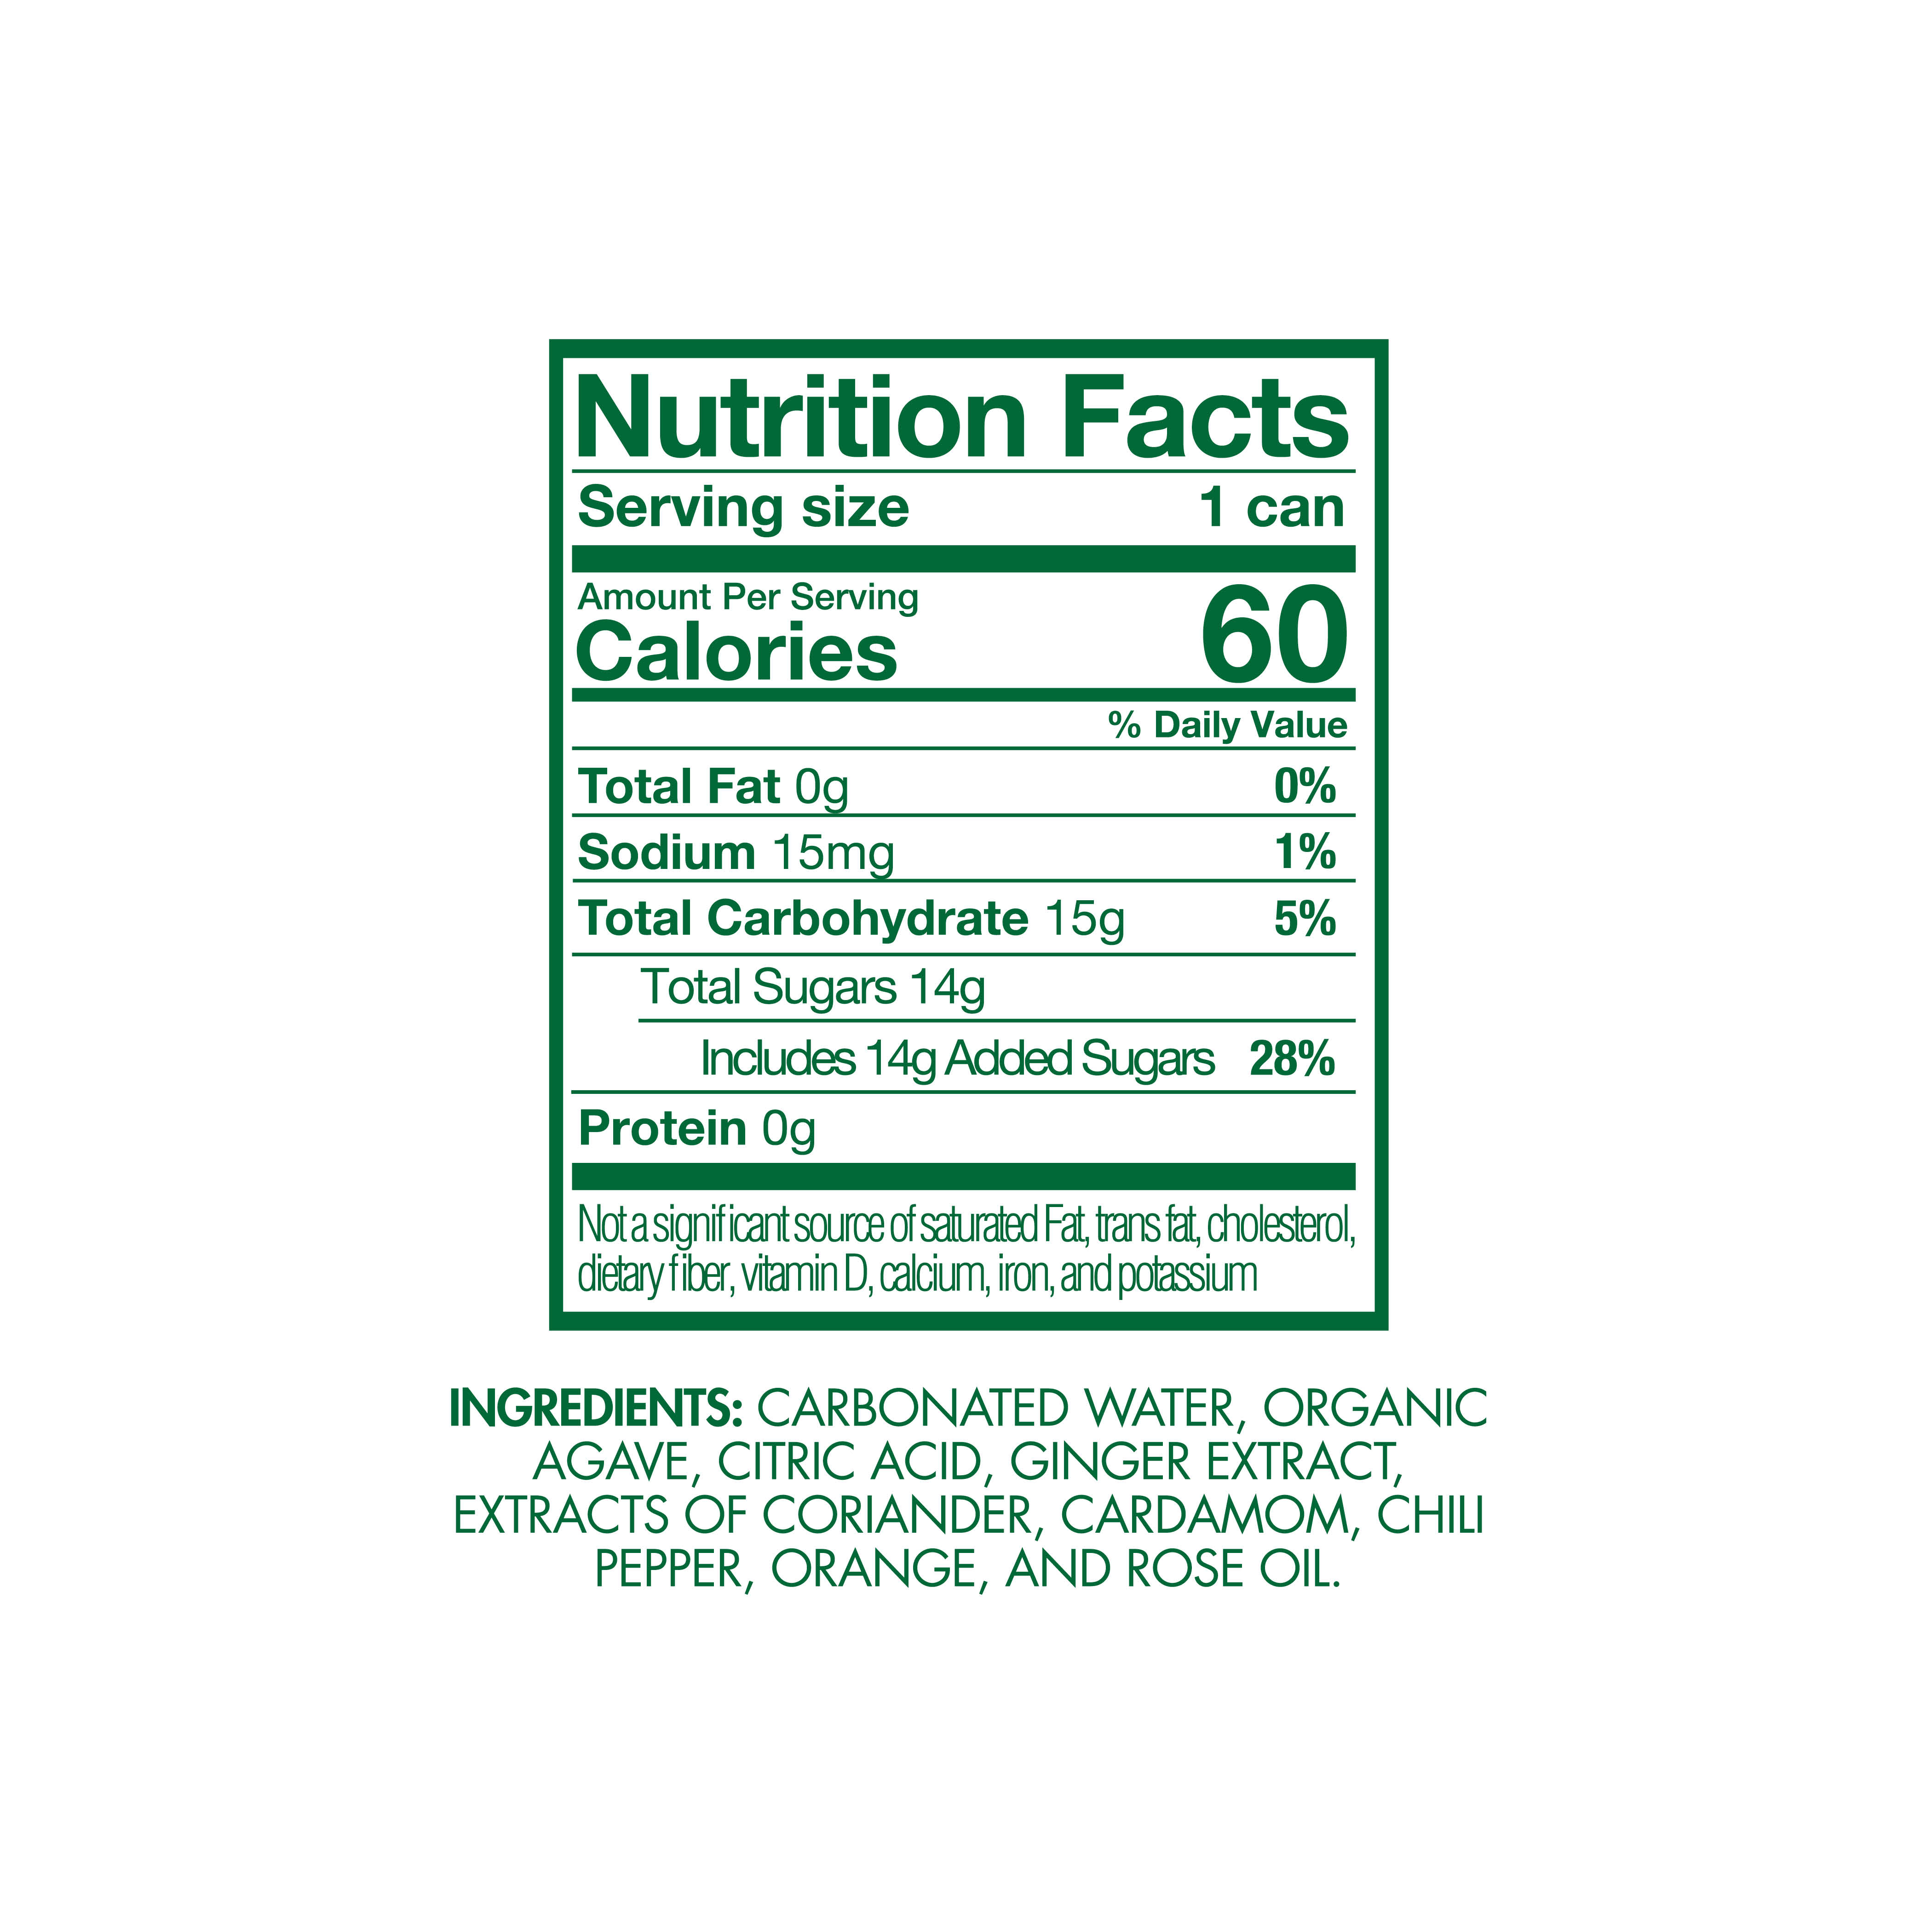 Nutrition Facts
Serving size 1 can
Amount Per Serving
Calories 60
% Daily Value
Total Fat 0g 0%
Sodium 15mg 1%
Total Carbohydrate 15g 5%
Total Sugars 14g
Includes 14g Added Sugars 28%
Protein 0g
Not a significant source of saturated Fat, trans fat, cholesterol,
dietary fiber, vitamin D, calcium, iron, and potassium
INGREDIENTS: CARBONATED WATER, ORGANIC
AGAVE, CITRIC ACID, GINGER EXTRACT,
EXTRACTS OF CORIANDER, CARDAMOM, CHILI
PEPPER, ORANGE, AND ROSE OIL.